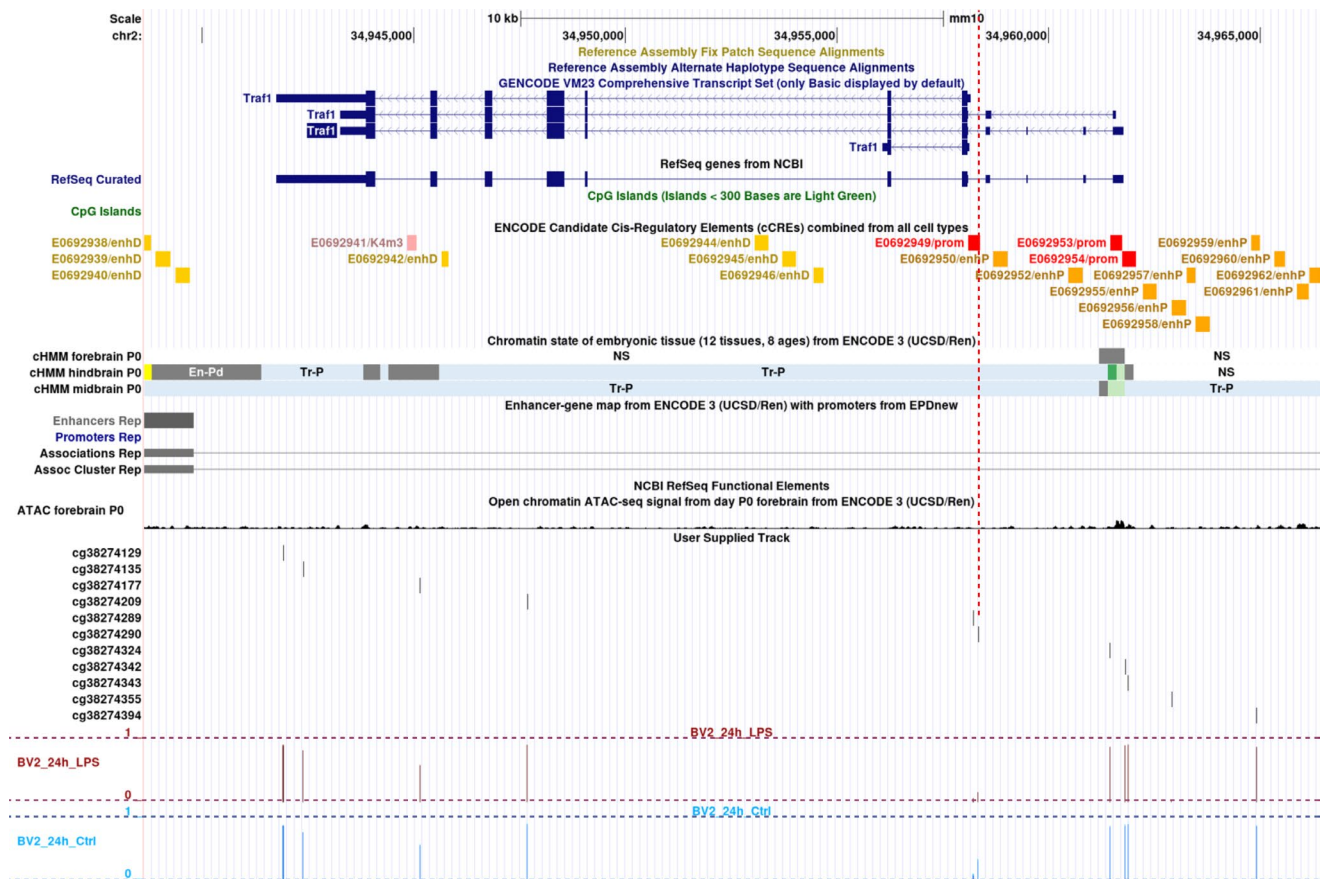 Scale 10 kb mm10
chr2: 34,945,000 34,950,000 34,955,000 34,960,000 34,965,000
Reference Assembly Fix Patch Sequence Alignments
Reference Assembly Alternate Haplotype Sequence Alignments
GENCODE VM23 Comprehensive Transcript Set (only Basic displayed by default)
Traf1
Traf1
Traf1
Traf1
RefSeq genes from NCBI
RefSeq Curated
CpG Islands (Islands < 300 Bases are Light Green)
CpG Islands
ENCODE Candidate Cis-Regulatory Elements (cCREs) combined from all cell types
E0692938/enhD E0692941/K4m3 E0692944/enhD E0692949/prom E0692953/prom E0692959/enhP
E0692939/enhD E0692942/enhD E0692945/enhD E0692950/enhP E0692954/prom E0692960/enhP
E0692940/enhD E0692946/enhD E0692952/enhP E0692957/enhP E0692962/enhP
E0692955/enhP E0692961/enhP
E0692956/enhP
E0692958/enhP
Chromatin state of embryonic tissue (12 tissues, 8 ages) from ENCODE 3 (UCSD/Ren)
cHMM forebrain P0 NS NS
cHMM hindbrain P0 En-Pd Tr-P Tr-P NS
cHMM midbrain P0 Tr-P Tr-P
Enhancer-gene map from ENCODE 3 (UCSD/Ren) with promoters from EPDnew
Enhancers Rep
Promoters Rep
Associations Rep
Assoc Cluster Rep
NCBI RefSeq Functional Elements
Open chromatin ATAC-seq signal from day P0 forebrain from ENCODE 3 (UCSD/Ren)
ATAC forebrain P0
User Supplied Track
cg38274129
cg38274135
cg38274177
cg38274209
cg38274289
cg38274290
cg38274324
cg38274342
cg38274343
cg38274355
cg38274394
1 BV2_24h_LPS
BV2_24h_LPS
0
1 BV2_24h_Ctrl
BV2_24h_Ctrl
0